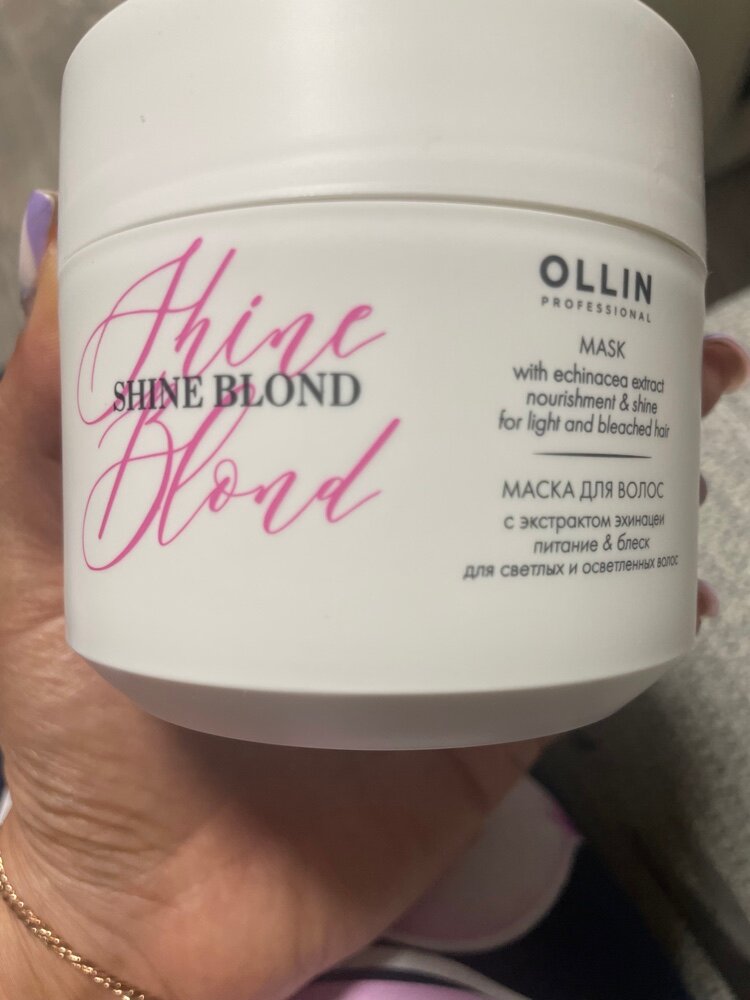 Shine
SHINE BLOND
Blond
OLLIN
PROFESSIONAL
MASK
with echinacea extract
nourishment & shine
for light and bleached hair
МАСКА ДЛЯ ВОЛОС
с экстрактом эхинацеи
питание & блеск
для светлых и осветленных волос